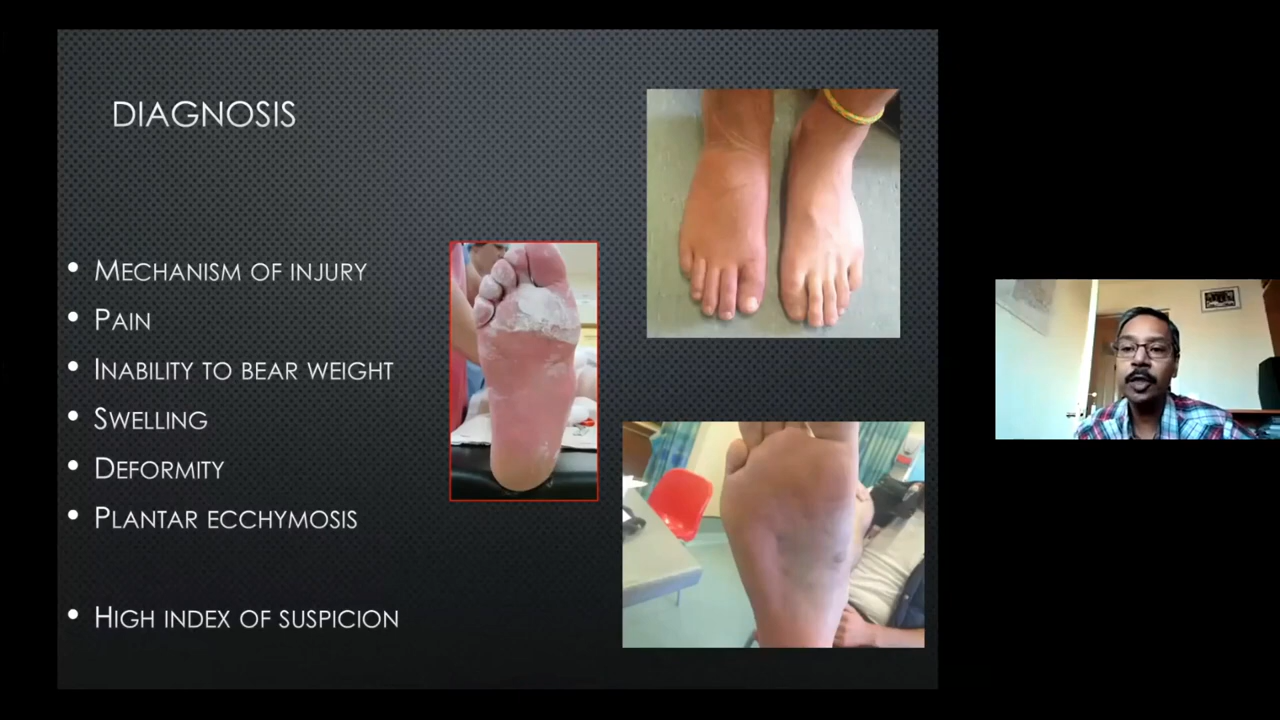 DIAGNOSIS
• MECHANISM OF INJURY
• PAIN
• INABILITY TO BEAR WEIGHT
• SWELLING
• DEFORMITY
• PLANTAR ECCHYMOSIS
• HIGH INDEX OF SUSPICION